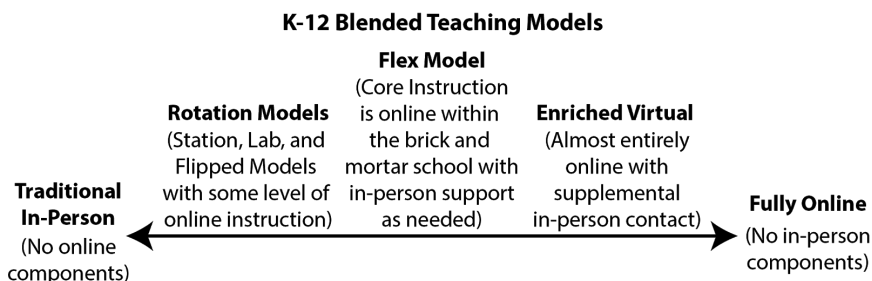 K-12 Blended Teaching Models
Traditional
In-Person
(No online
components)
Rotation Models
(Station, Lab, and
Flipped Models
with some level of
online instruction)
Flex Model
(Core Instruction
is online within
the brick and
mortar school with
in-person support
as needed)
Enriched Virtual
(Almost entirely
online with
supplemental
in-person contact)
Fully Online
(No in-person
components)